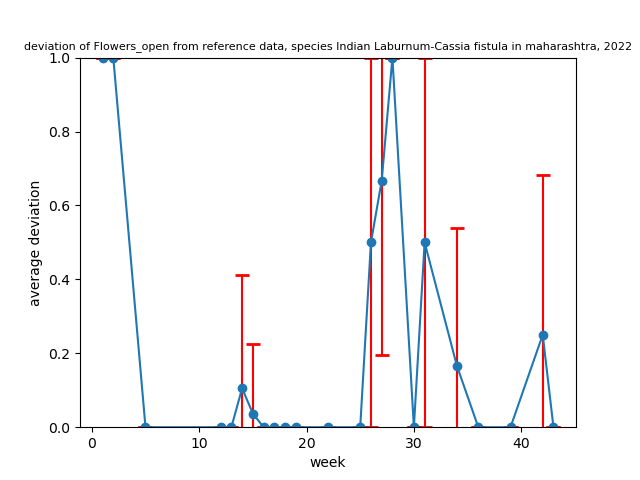 deviation of Flowers_open from reference data, species Indian Laburnum-Cassia fistula in maharashtra, 2022
1.0
0.8
0.6
0.4
0.2
0.0
average deviation
0 10 20 30 40
week